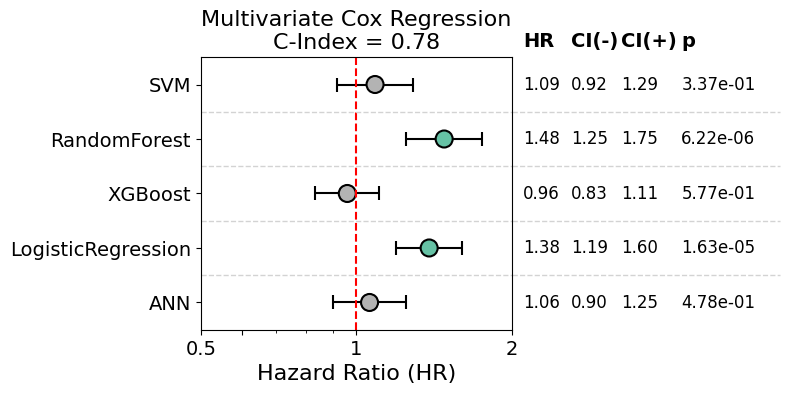 Multivariate Cox Regression
C-Index = 0.78
HR CI(-) CI(+) p
SVM 1.09 0.92 1.29 3.37e-01
RandomForest 1.48 1.25 1.75 6.22e-06
XGBoost 0.96 0.83 1.11 5.77e-01
LogisticRegression 1.38 1.19 1.60 1.63e-05
ANN 1.06 0.90 1.25 4.78e-01
0.5 1 2
Hazard Ratio (HR)